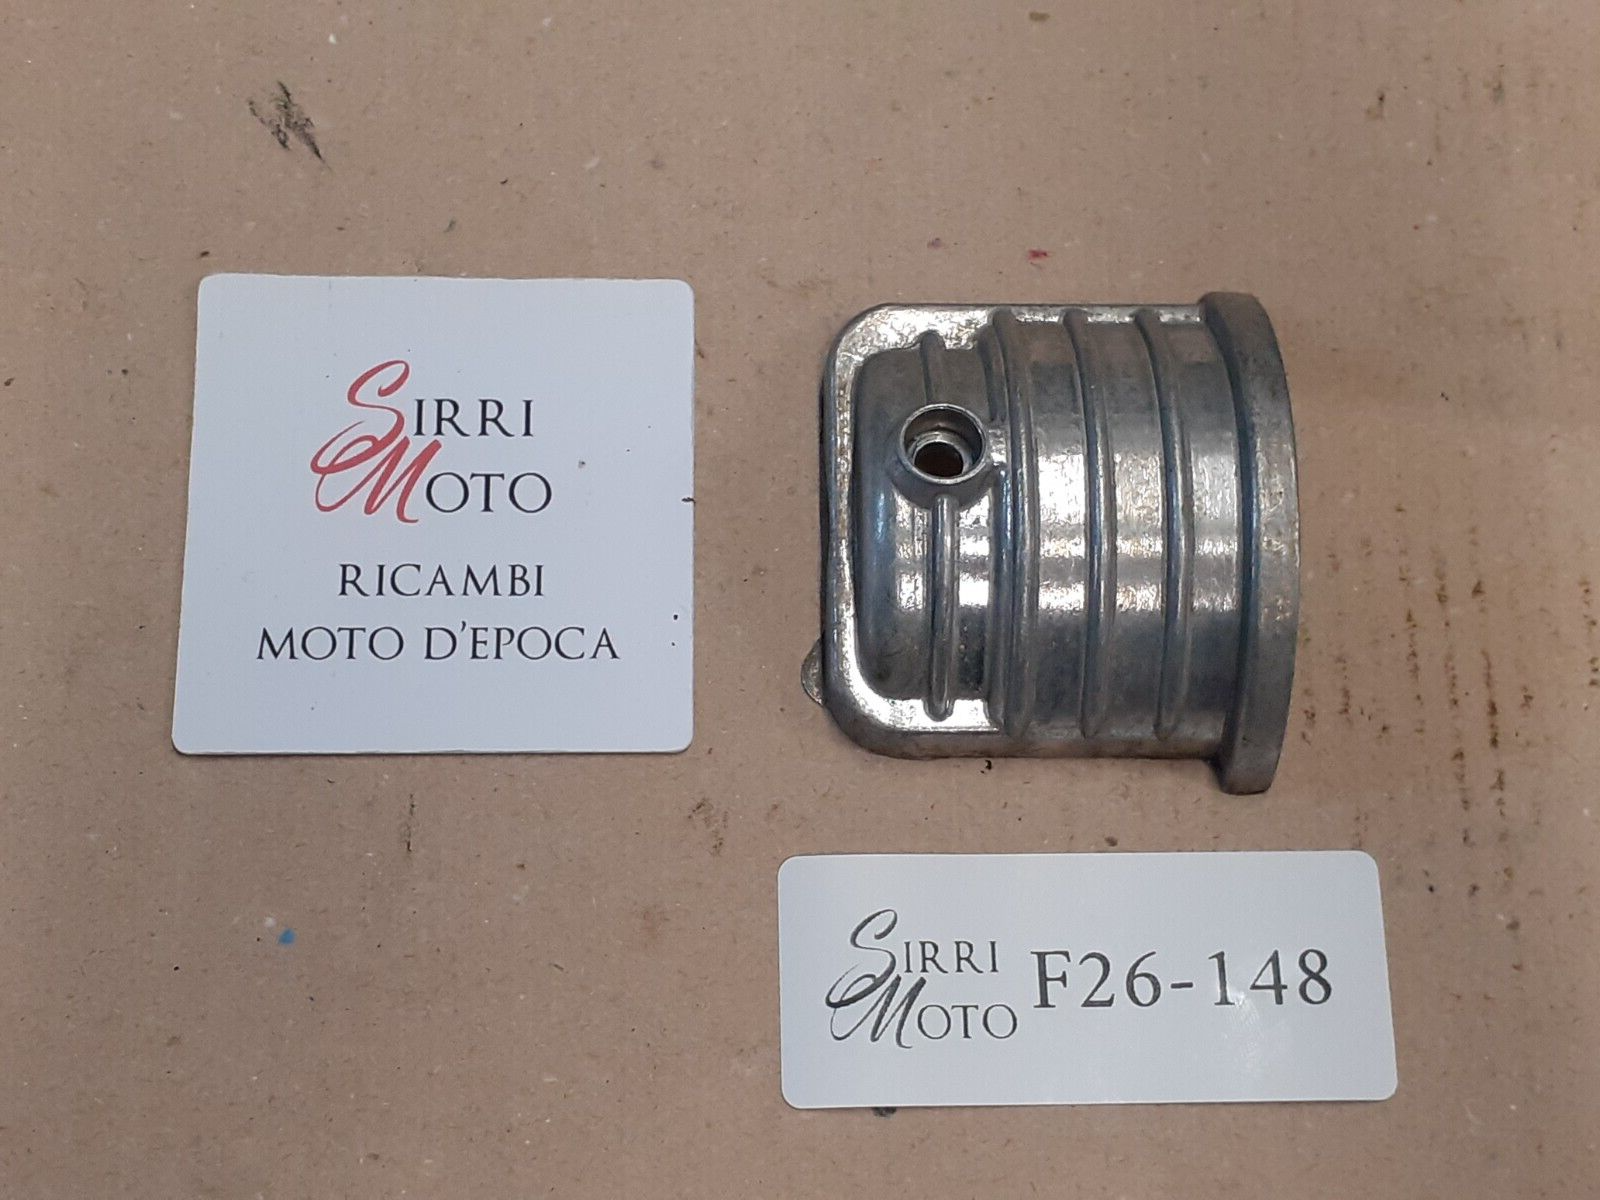 SIRRI
MOTO
RICAMBI
MOTO D'EPOCA
SIRRI
MOTO
F26-148